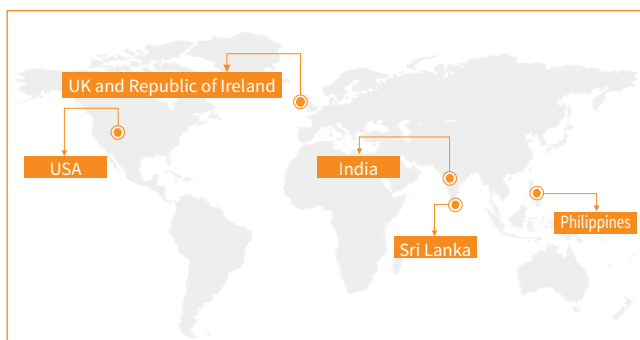 UK and Republic of Ireland
USA
India
Philippines
Sri Lanka